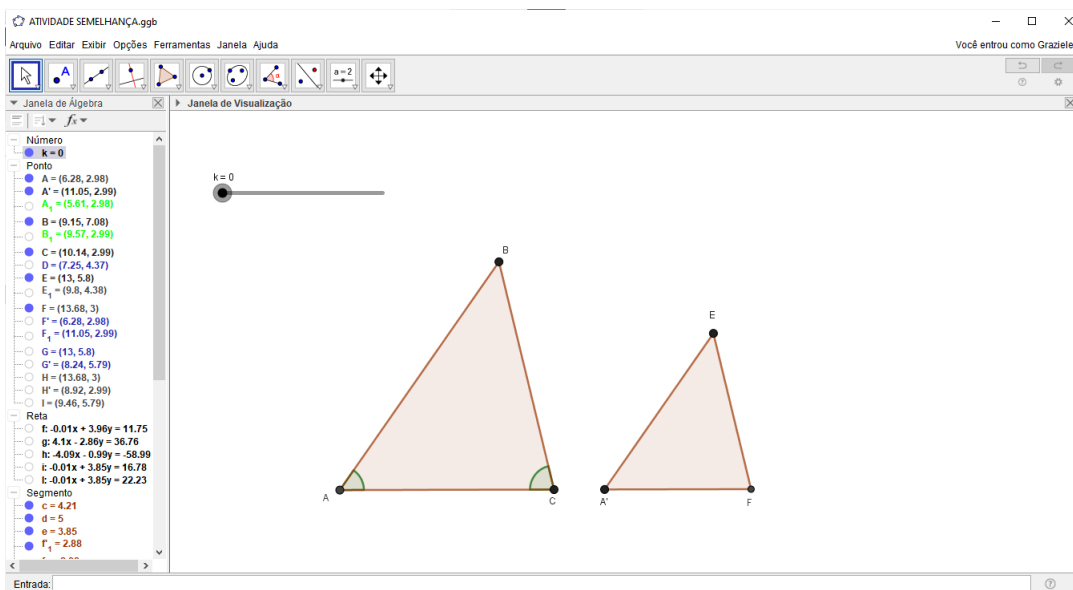 ATIVIDADE SEMELHANÇA.ggb
Arquivo Editar Exibir Opções Ferramentas Janela Ajuda
Você entrou como Graziele
A
α
a=2
Janela de Álgebra
Janela de Visualização
fx
Número
k = 0
Ponto
A = (6.28, 2.98)
A' = (11.05, 2.99)
A1 = (5.61, 2.98)
B = (9.15, 7.08)
B1 = (9.57, 2.99)
C = (10.14, 2.99)
D = (7.25, 4.37)
E = (13, 5.8)
E1 = (9.8, 4.38)
F = (13.68, 3)
F' = (6.28, 2.98)
F1 = (11.05, 2.99)
G = (13, 5.8)
G' = (8.24, 5.79)
H = (13.68, 3)
H' = (8.92, 2.99)
I = (9.46, 5.79)
Reta
f: -0.01x + 3.96y = 11.75
g: 4.1x - 2.86y = 36.76
h: -4.09x - 0.99y = -58.99
i: -0.01x + 3.85y = 16.78
l: -0.01x + 3.85y = 22.23
Segmento
c = 4.21
d = 5
e = 3.85
f'1 = 2.88
k = 0
B
E
A
C
A'
F
Entrada: